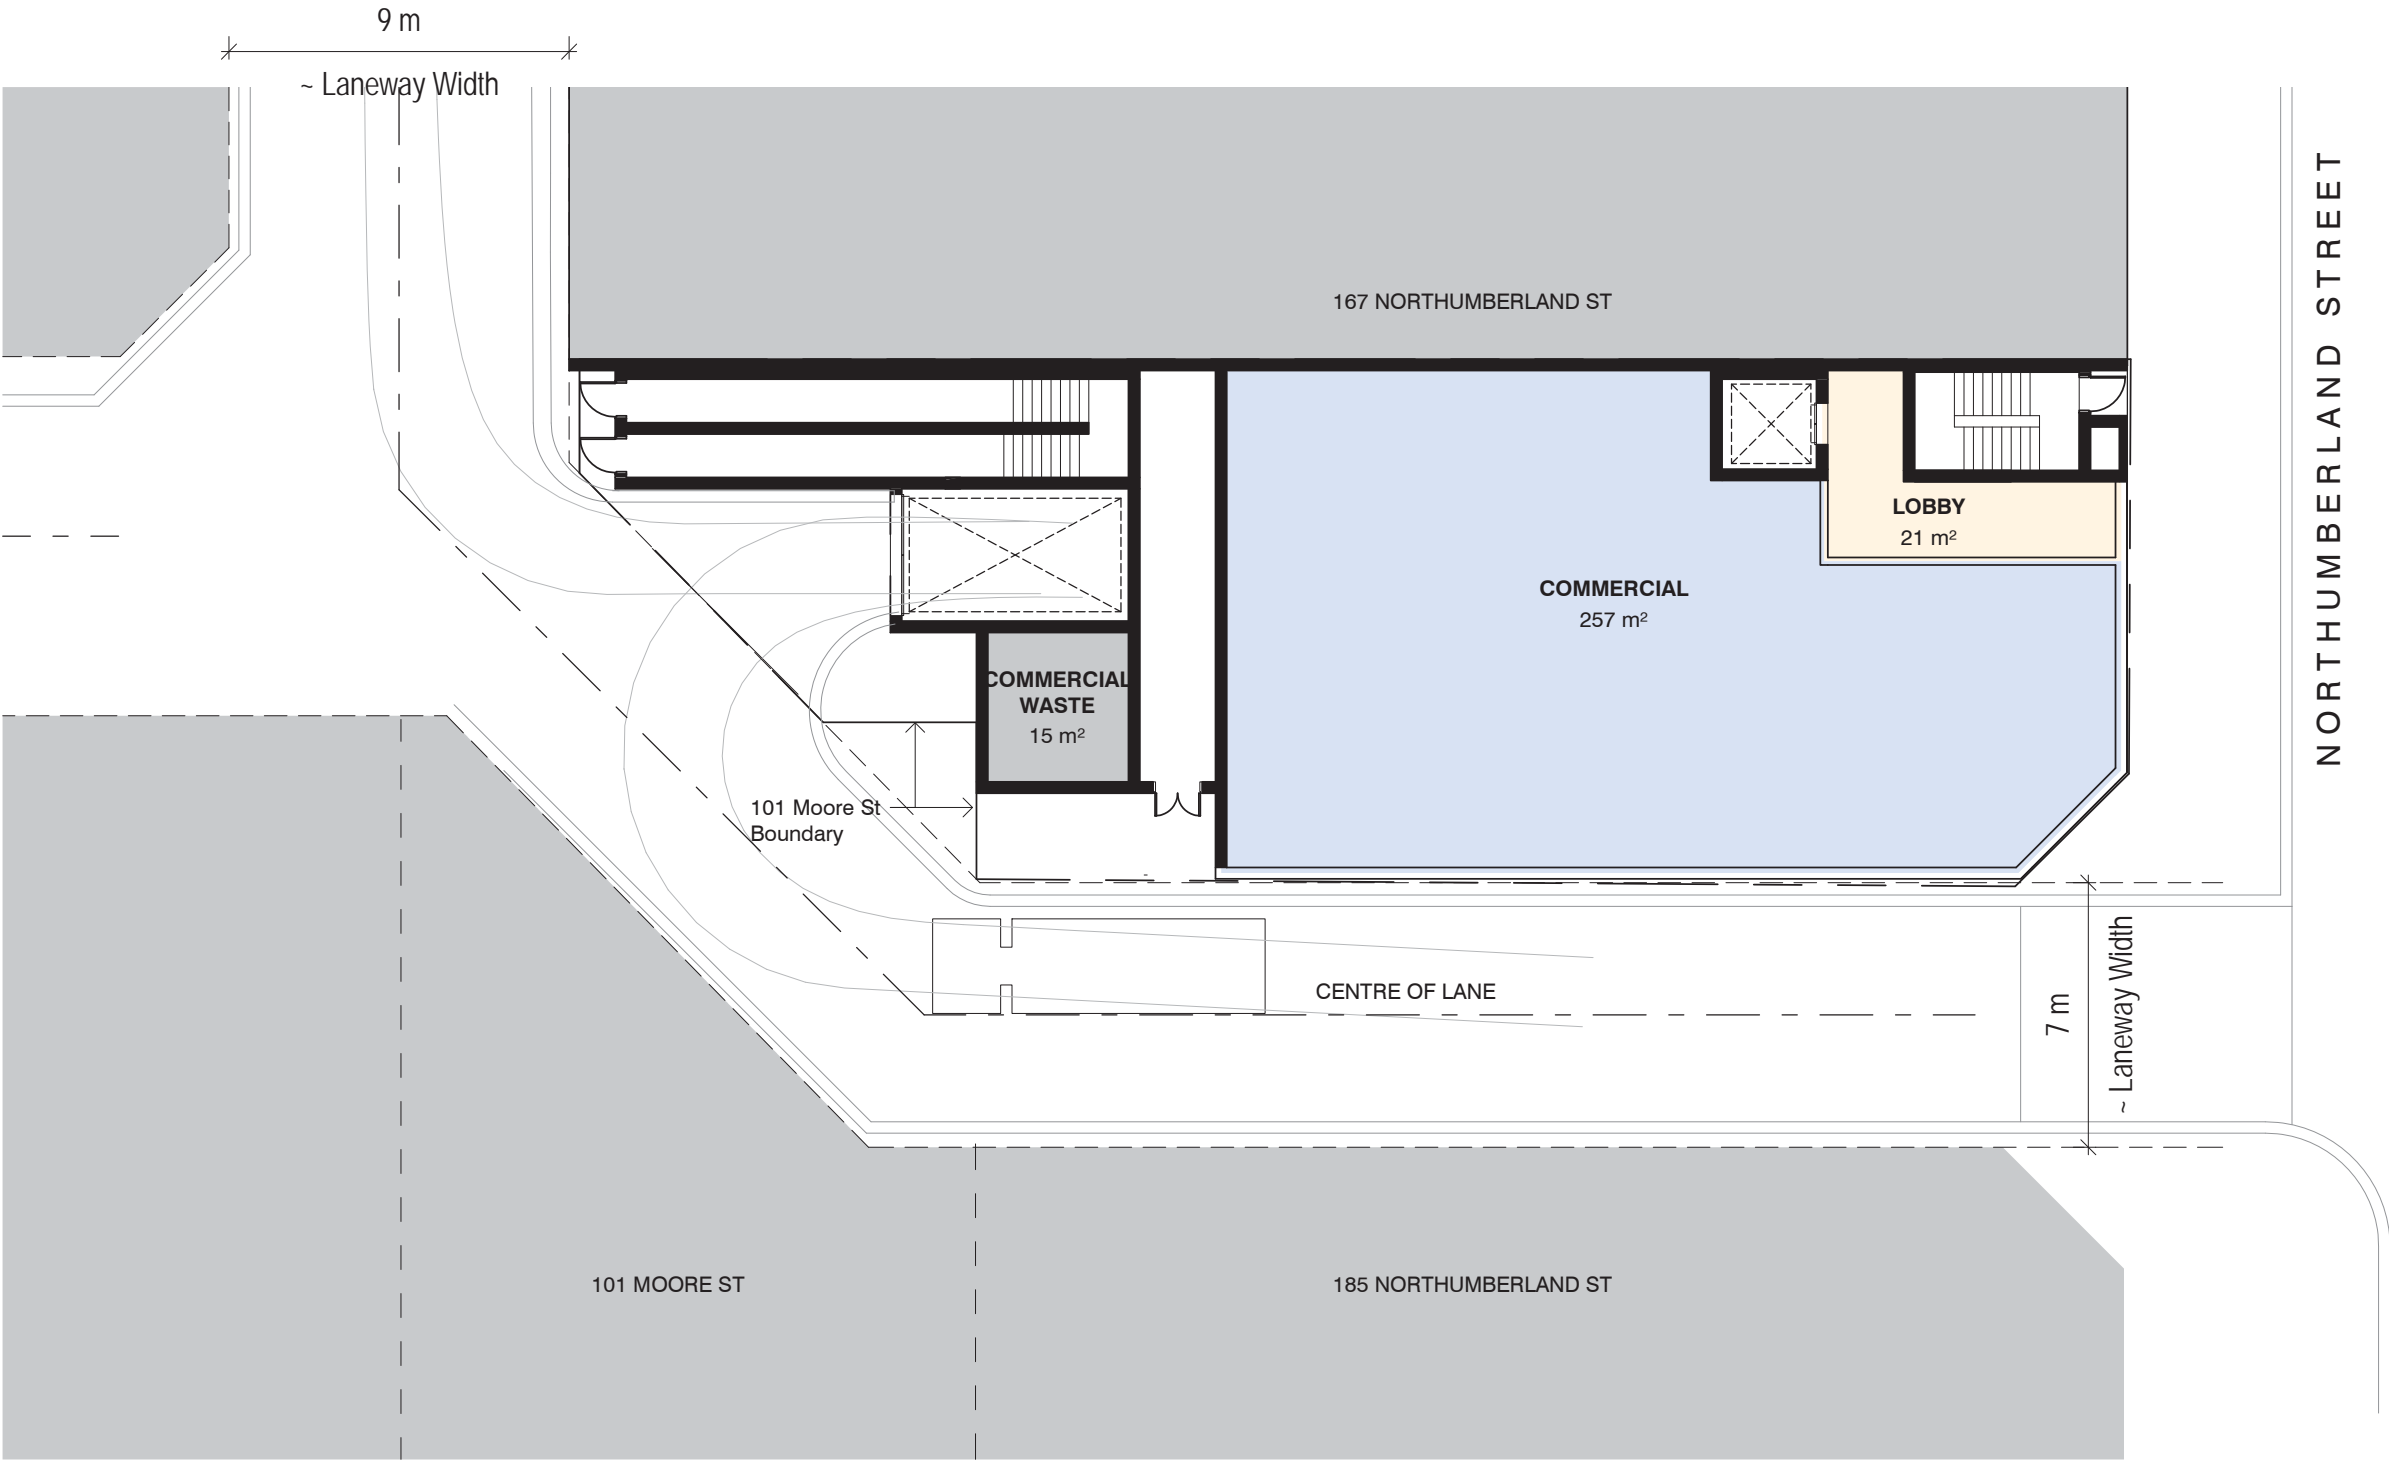 9 m
~ Laneway Width
NORTHUMBERLAND STREET
167 NORTHUMBERLAND ST
LOBBY
21 m²
COMMERCIAL
257 m²
COMMERCIAL
WASTE
15 m²
101 Moore St
Boundary
CENTRE OF LANE
7 m
~ Laneway Width
101 MOORE ST
185 NORTHUMBERLAND ST